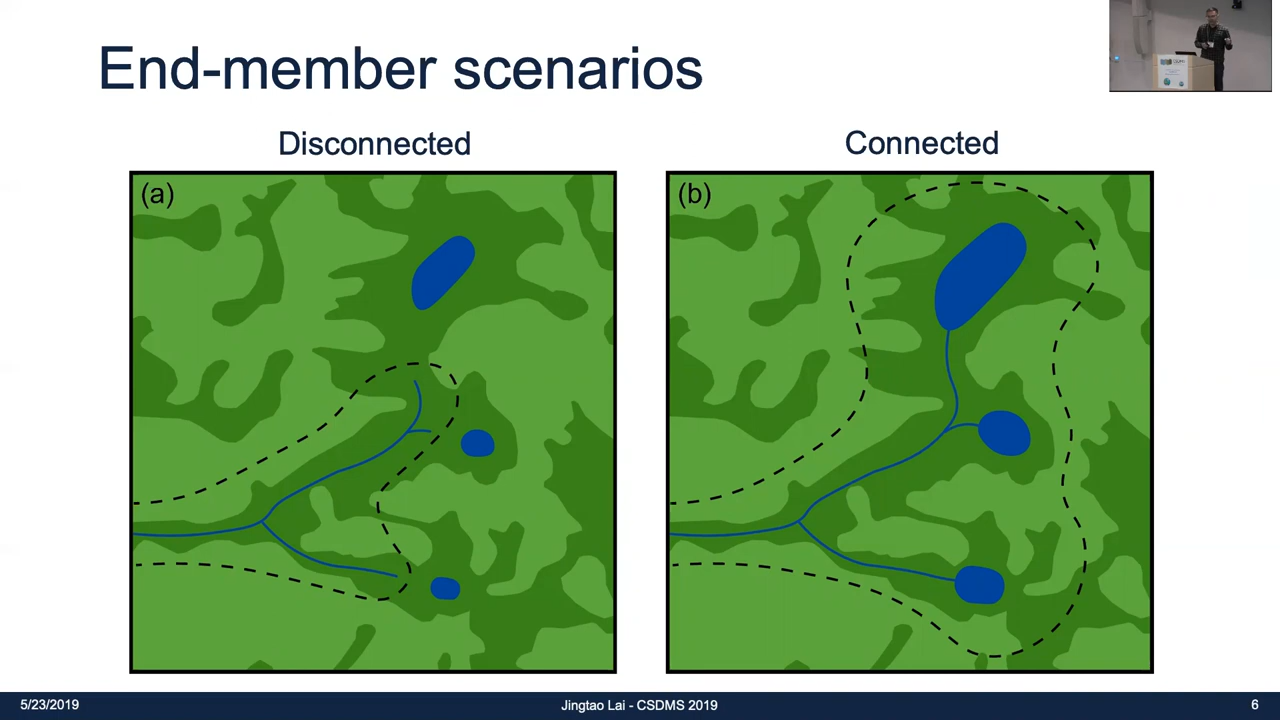 End-member scenarios
Disconnected
Connected
(a)
(b)
5/23/2019
Jingtao Lai - CSDMS 2019
6